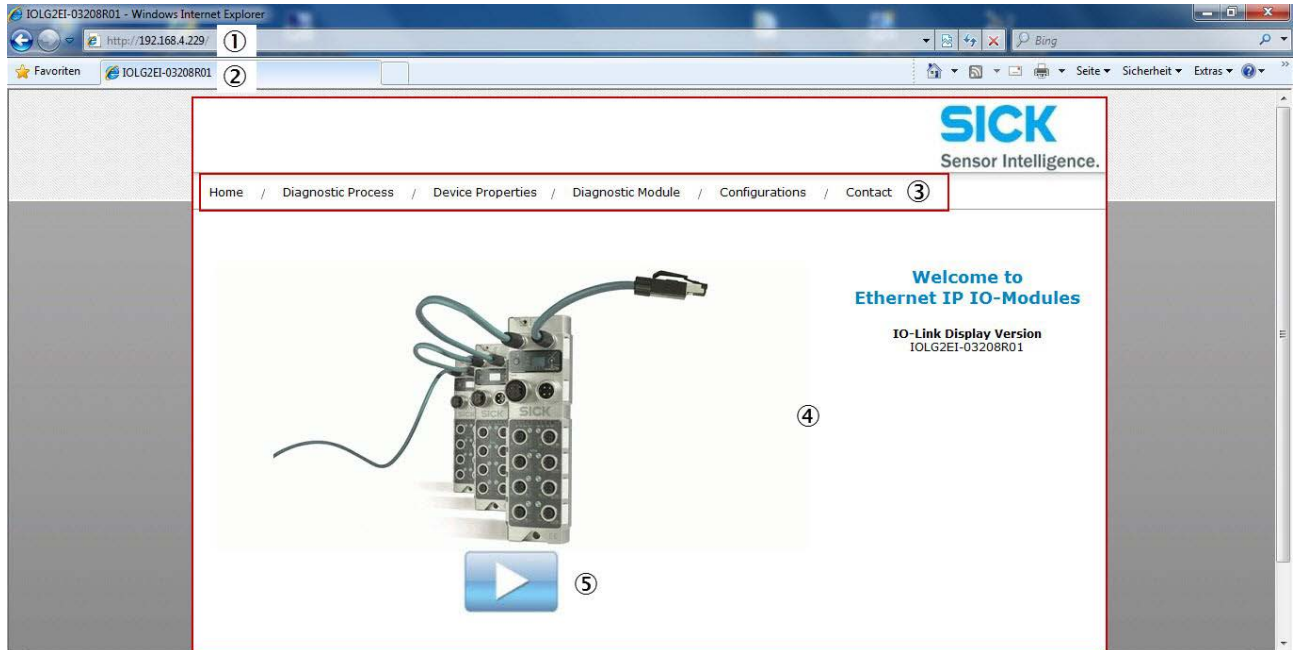 IOLG2EI-03208R01 - Windows Internet Explorer
http://192.168.4.229/ ① Bing
Favoriten IOLG2EI-03208R01 ② Seite Sicherheit Extras
SICK
Sensor Intelligence.
Home / Diagnostic Process / Device Properties / Diagnostic Module / Configurations / Contact ③
Welcome to
Ethernet IP IO-Modules
IO-Link Display Version
IOLG2EI-03208R01
SICK SICK SICK
④
⑤